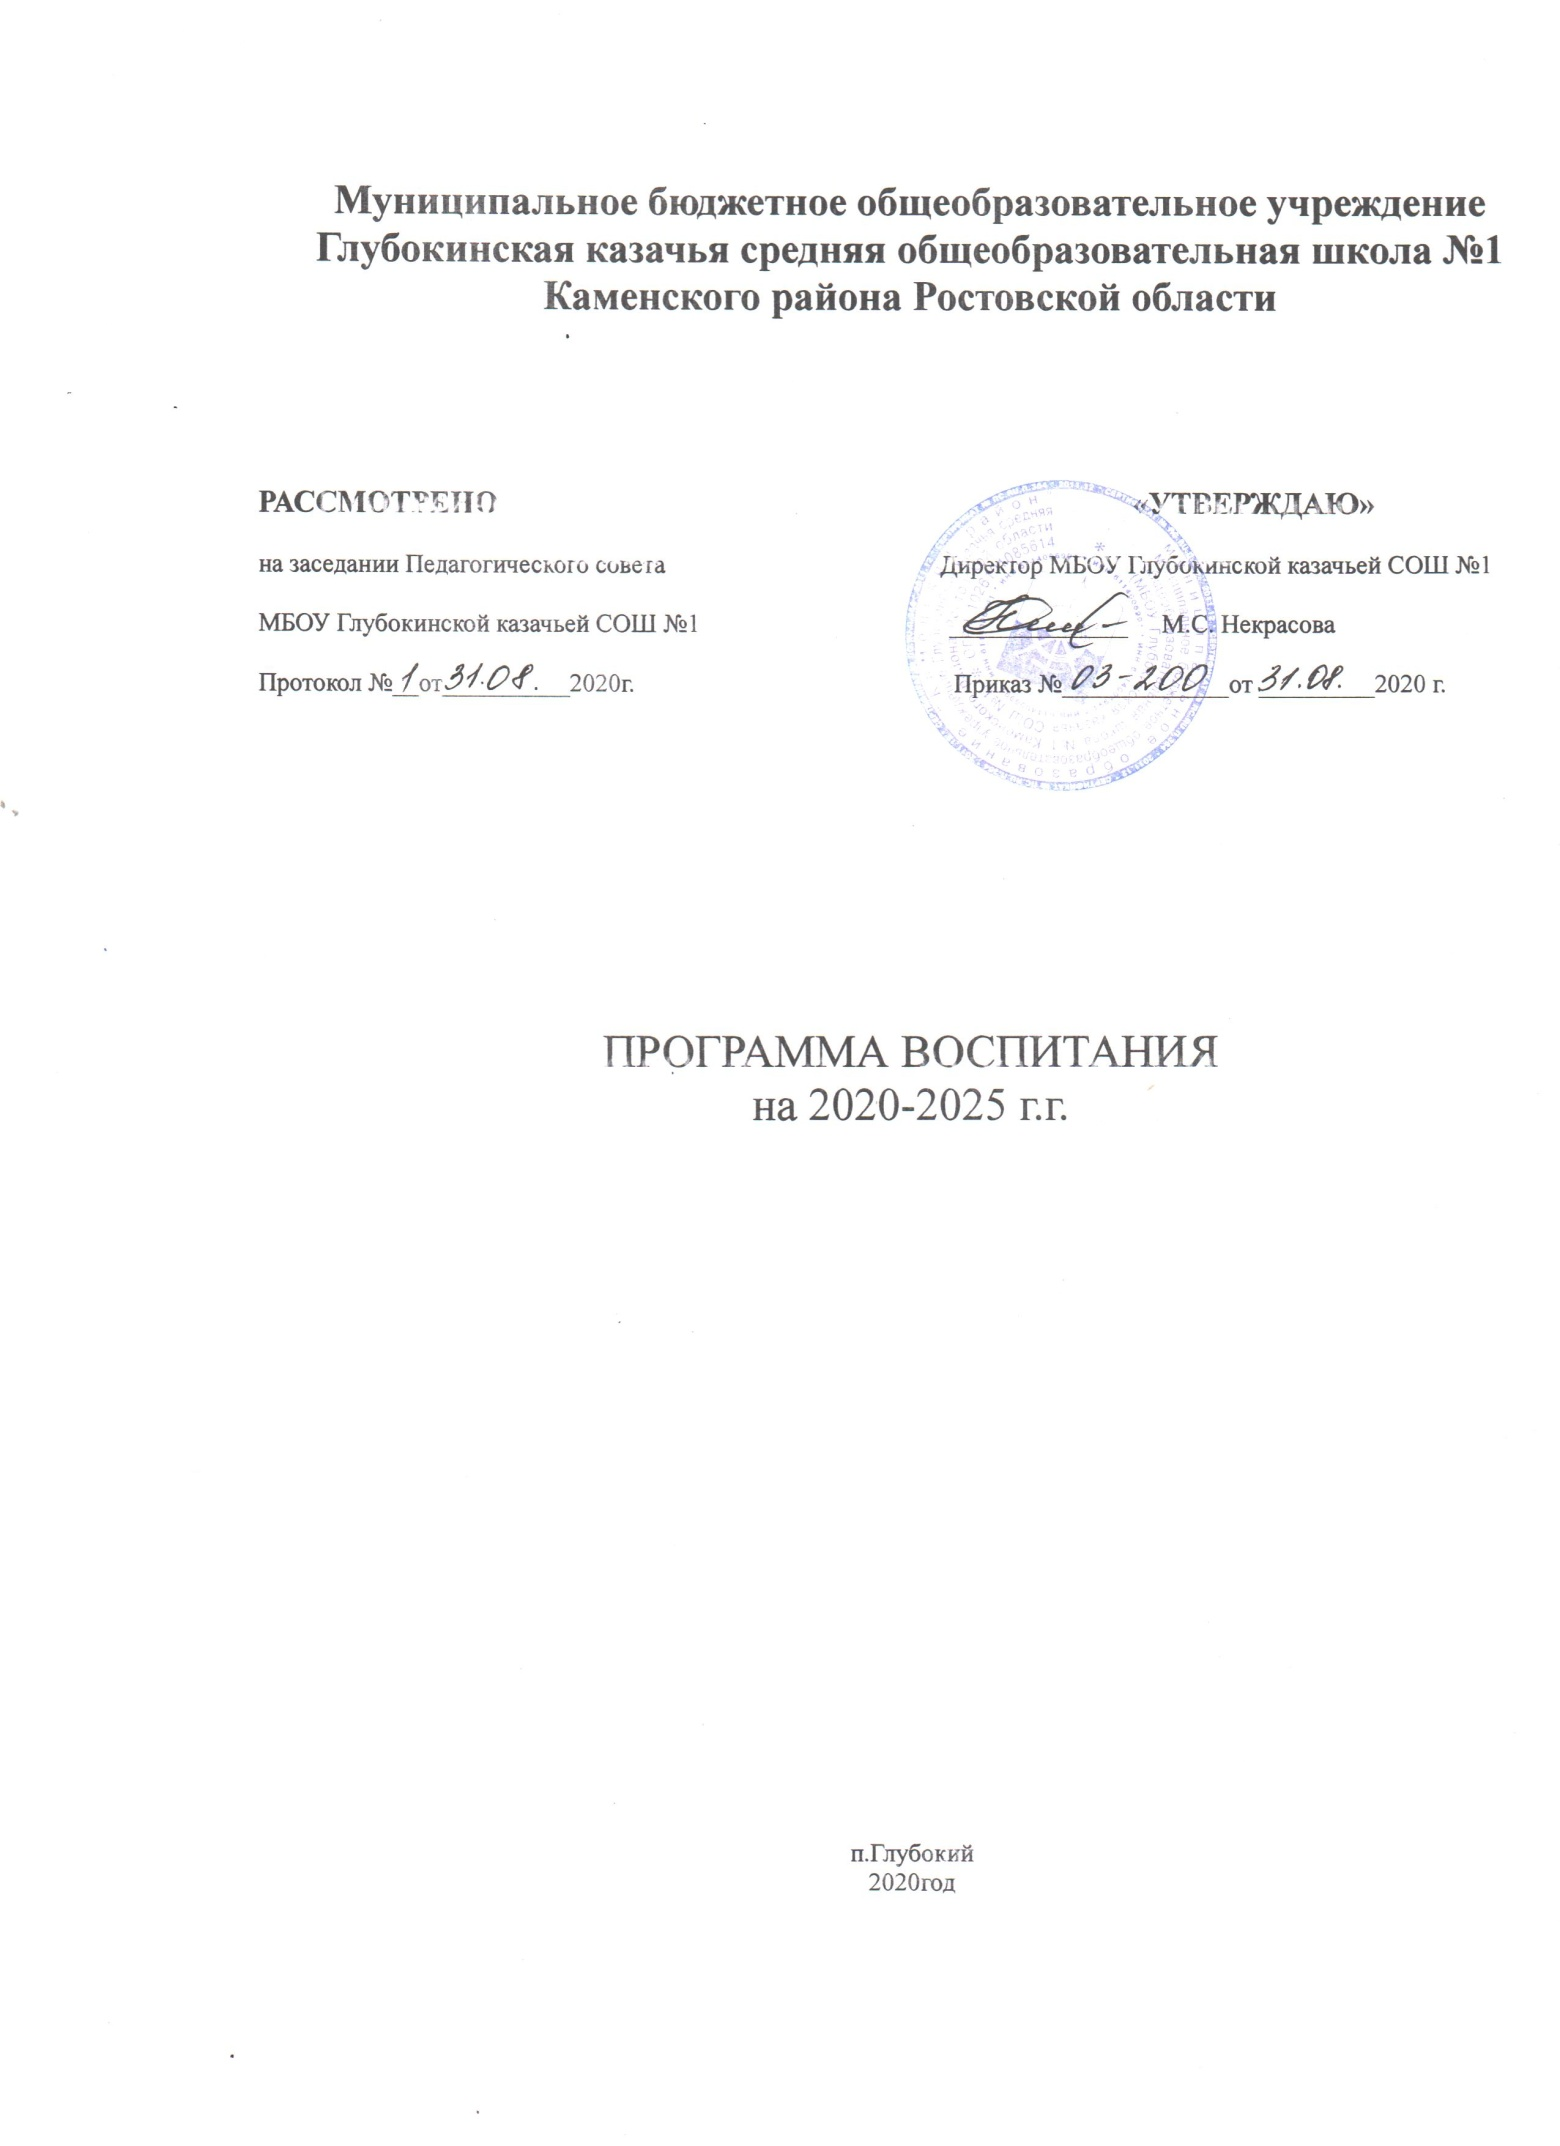 Муниципальное бюджетное общеобразовательное учреждение
Глубокинская казачья средняя общеобразовательная школа №1
Каменского района Ростовской области
РАССМОТРЕНО
на заседании Педагогического совета
МБОУ Глубокинской казачьей СОШ №1
Протокол № 1 от 31.08. 2020г.
«УТВЕРЖДАЮ»
Директор МБОУ Глубокинской казачьей СОШ №1
М.С. Некрасова
Приказ № 03-200 от 31.08. 2020 г.
ПРОГРАММА ВОСПИТАНИЯ
на 2020-2025 г.г.
п.Глубокий
2020год